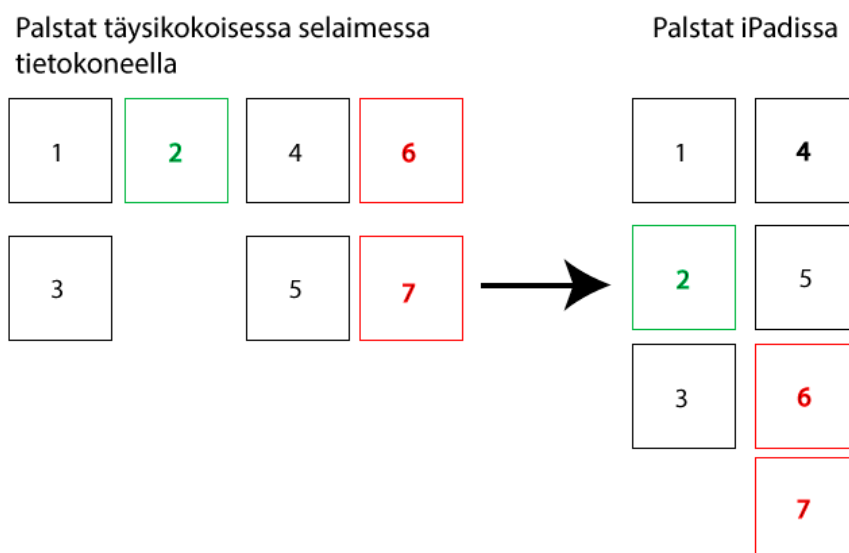 Palstat täysikokoisessa selaimessa
tietokoneella
1 2 4 6
3 5 7
Palstat iPadissa
1 4
2 5
3 6
7